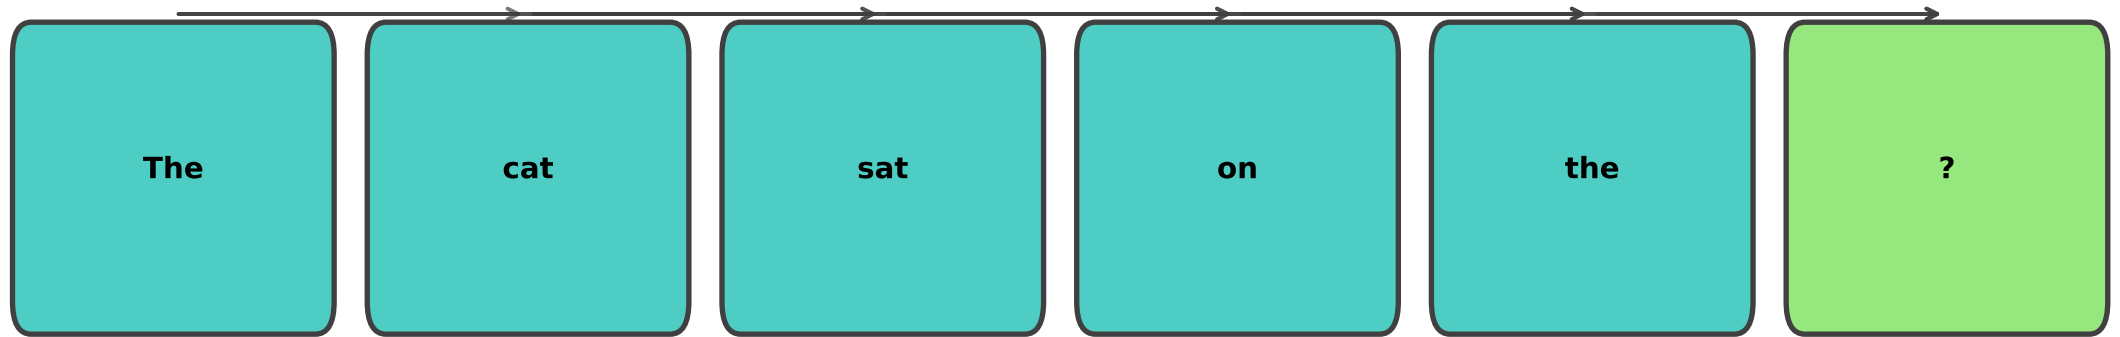 The cat sat on the ?